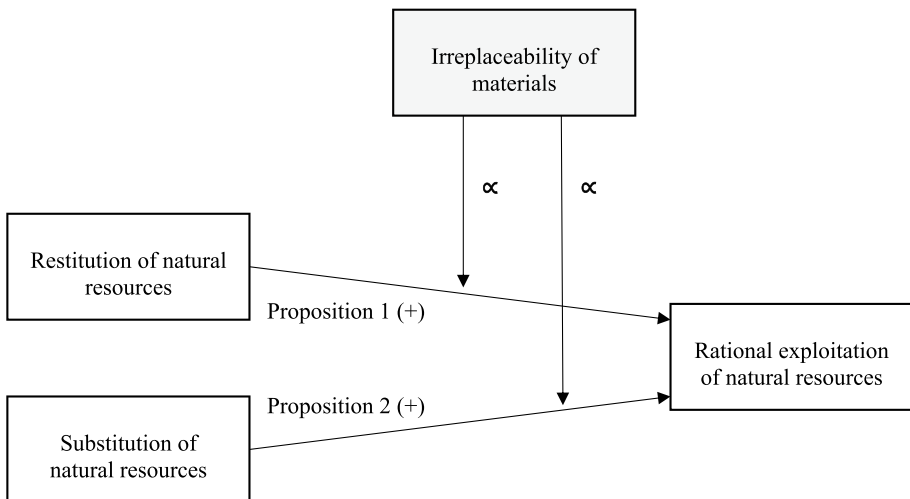 Irreplaceability of
materials
∝
∝
Restitution of natural
resources
Proposition 1 (+)
Rational exploitation
of natural resources
Proposition 2 (+)
Substitution of
natural resources